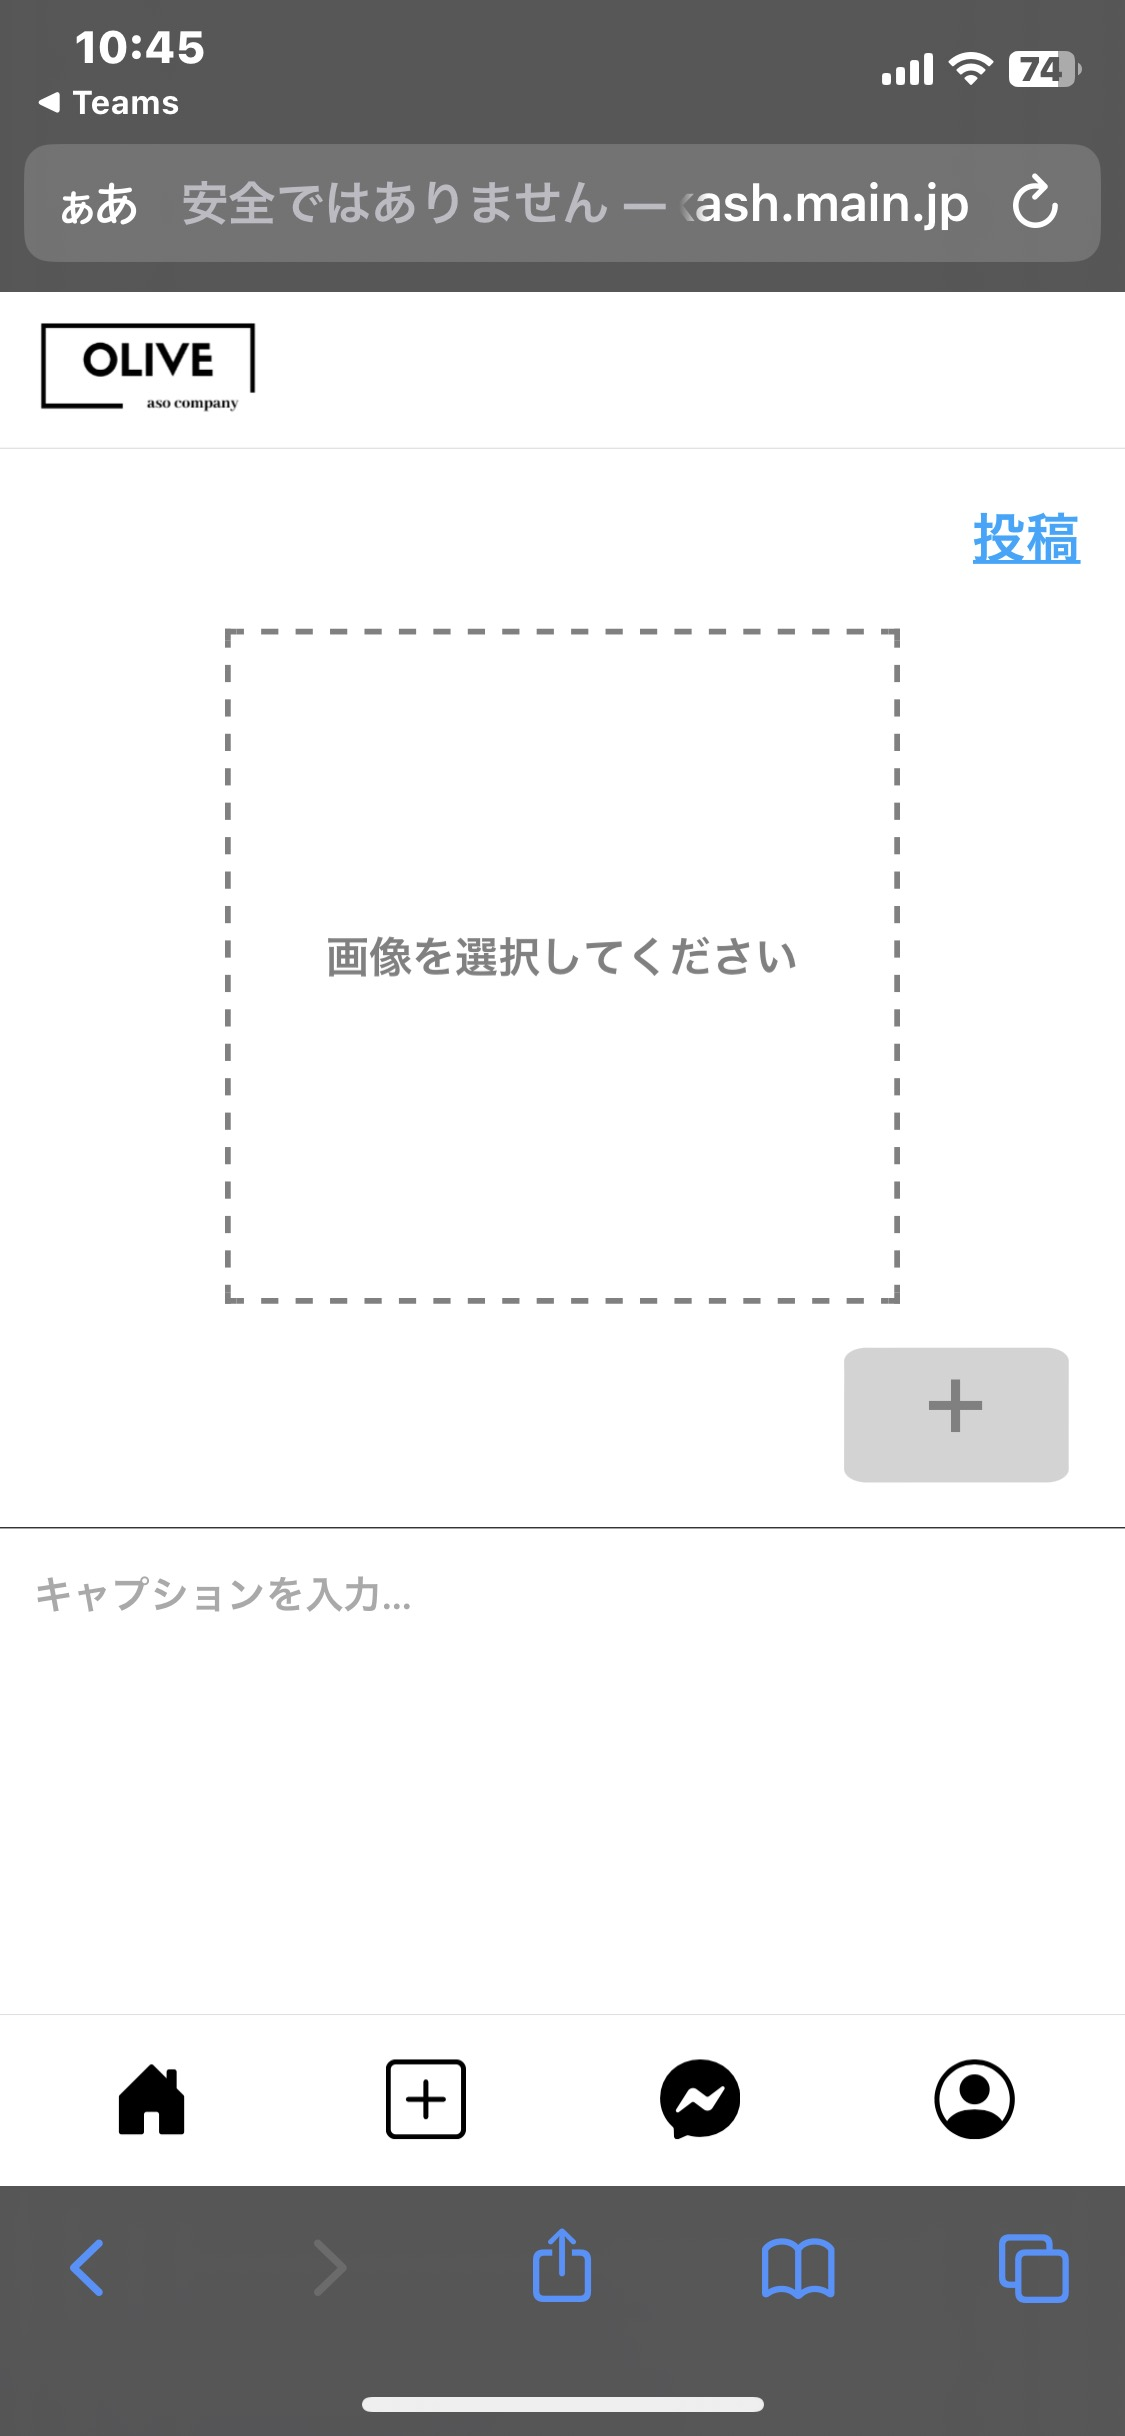 10:45
74
Teams
ぁあ 安全ではありません — ash.main.jp
OLIVE
aso company
投稿
画像を選択してください
+
キャプションを入力...